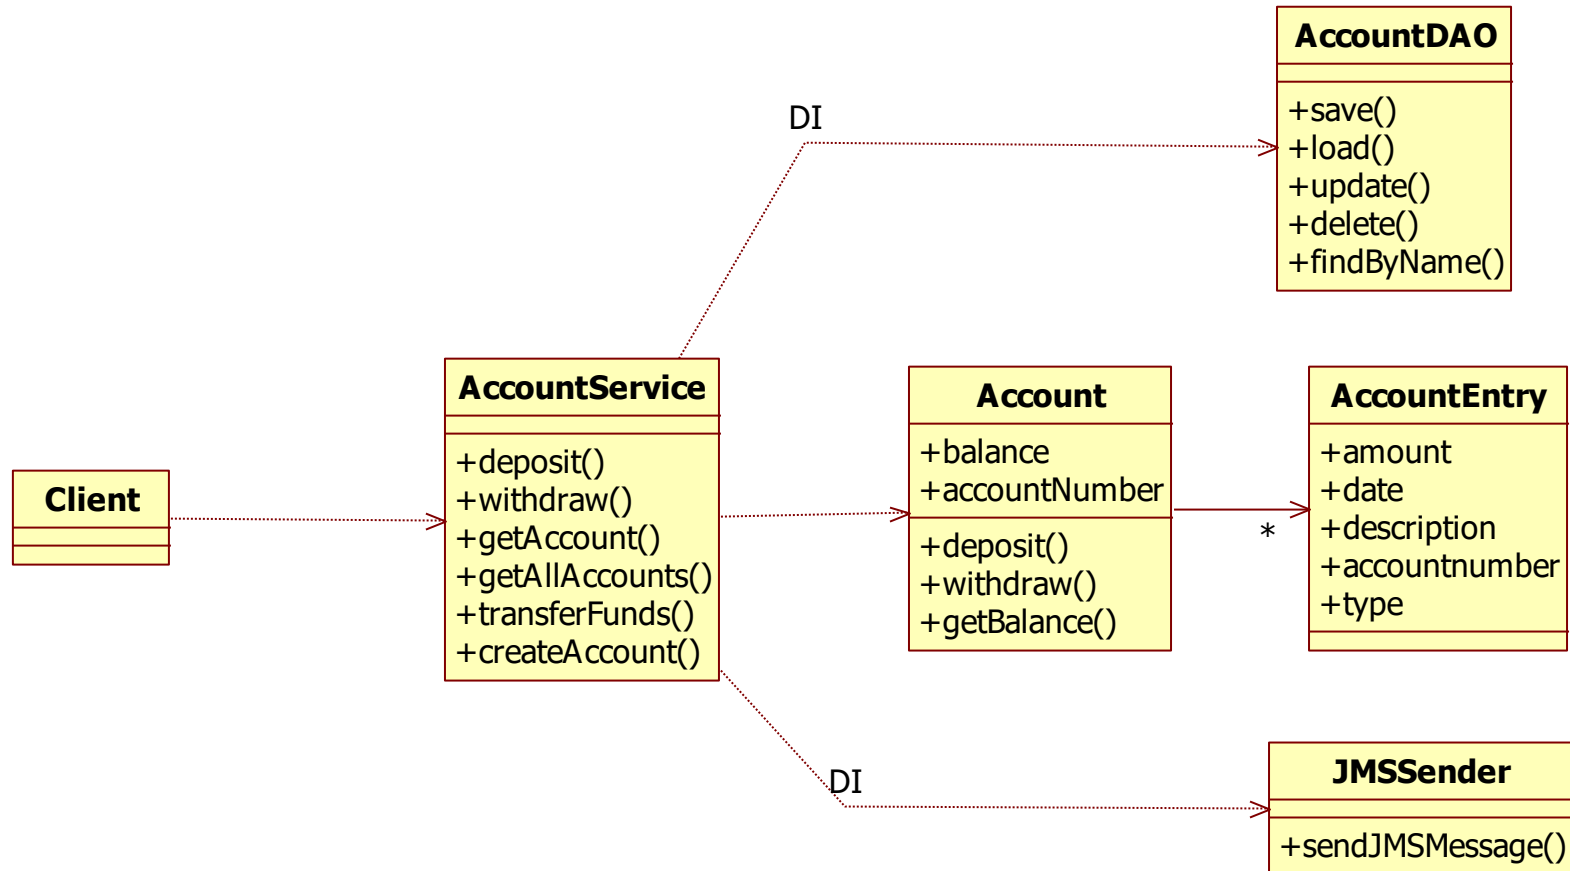 AccountDAO
+save()
+load()
+update()
+delete()
+findByName()
DI
AccountService
+deposit()
+withdraw()
+getAccount()
+getAllAccounts()
+transferFunds()
+createAccount()
Client
Account
+balance
+accountNumber
+deposit()
+withdraw()
+getBalance()
*
AccountEntry
+amount
+date
+description
+accountnumber
+type
DI
JMSSender
+sendJMSMessage()